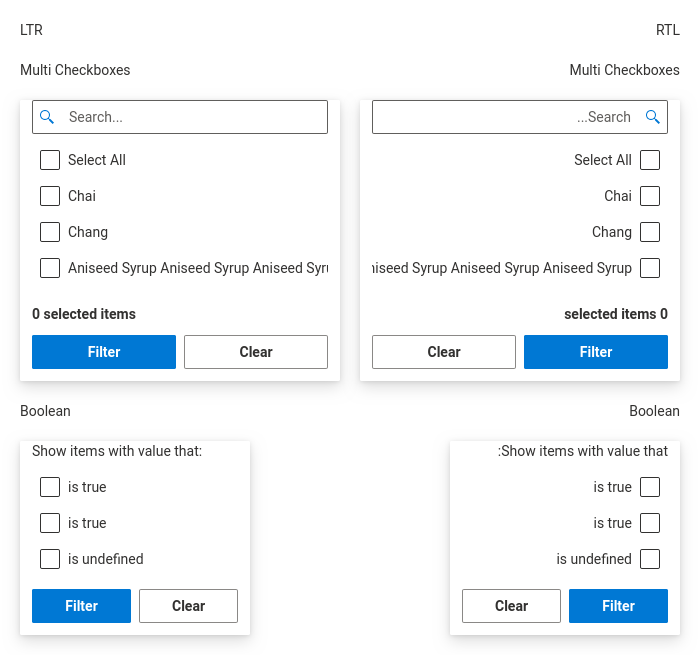 LTR
Multi Checkboxes
Search...
Select All
Chai
Chang
Aniseed Syrup Aniseed Syrup Aniseed Syr
0 selected items
Filter Clear
Boolean
Show items with value that:
is true
is true
is undefined
Filter Clear
RTL
Multi Checkboxes
...Search
Select All
Chai
Chang
niseed Syrup Aniseed Syrup Aniseed Syrup
selected items 0
Clear Filter
Boolean
:Show items with value that
is true
is true
is undefined
Clear Filter